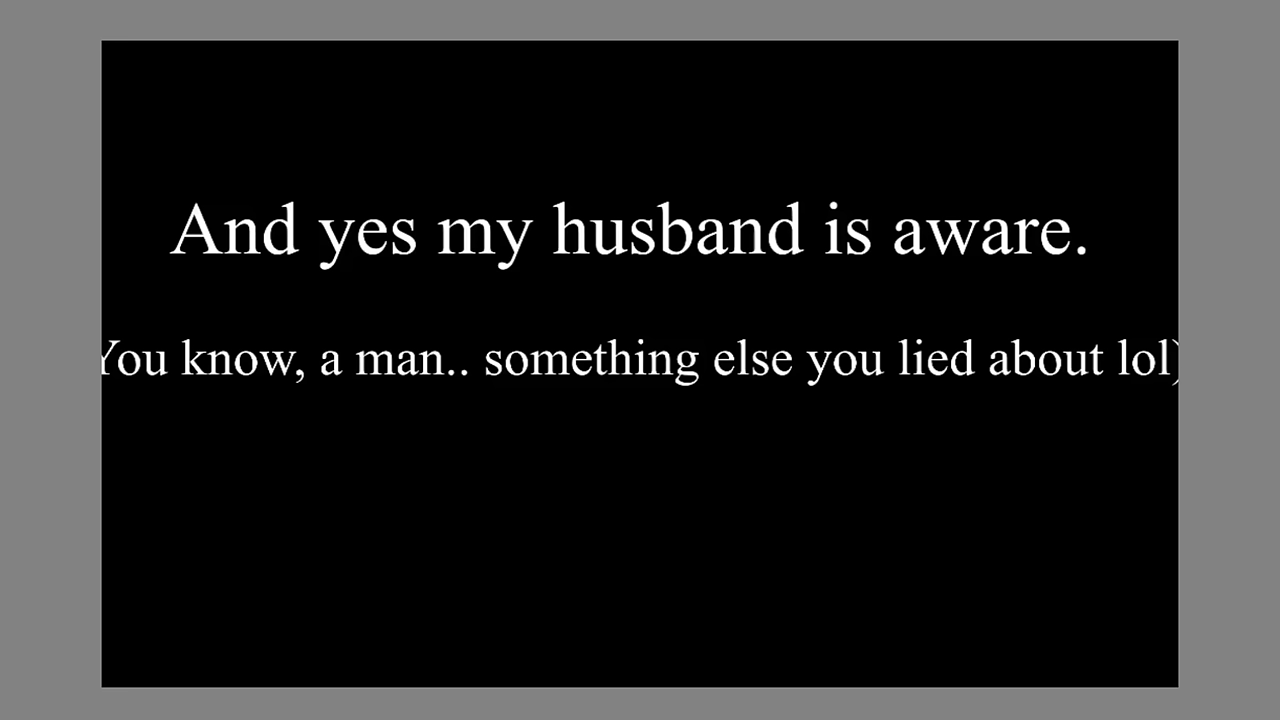 And yes my husband is aware.
You know, a man.. something else you lied about lol)